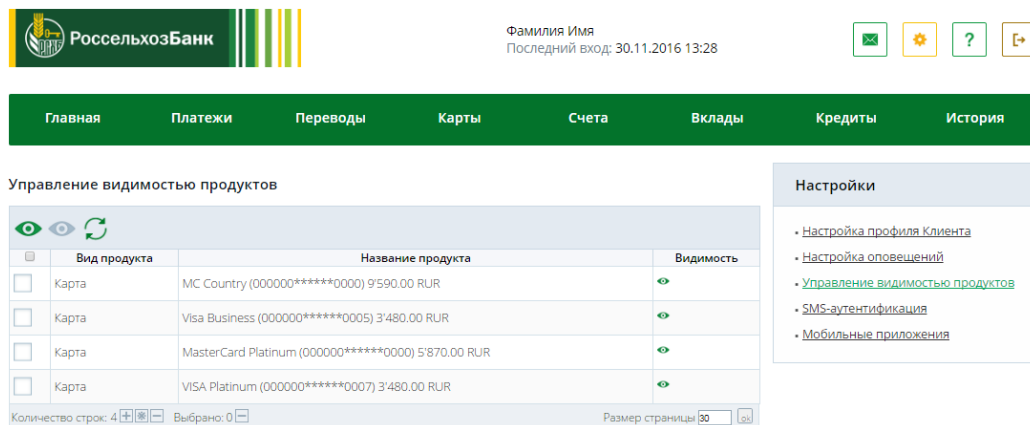 РоссельхозБанк
Фамилия Имя
Последний вход: 30.11.2016 13:28
?
Главная Платежи Переводы Карты Счета Вклады Кредиты История
Управление видимостью продуктов
Вид продукта Название продукта Видимость
Карта MC Country (000000******0000) 9'590.00 RUR
Карта Visa Business (000000******0005) 3'480.00 RUR
Карта MasterCard Platinum (000000******0000) 5'870.00 RUR
Карта VISA Platinum (000000******0007) 3'480.00 RUR
Количество строк: 4 Выбрано: 0 Размер страницы 30 ok
Настройки
Настройка профиля Клиента
Настройка оповещений
Управление видимостью продуктов
SMS-аутентификация
Мобильные приложения